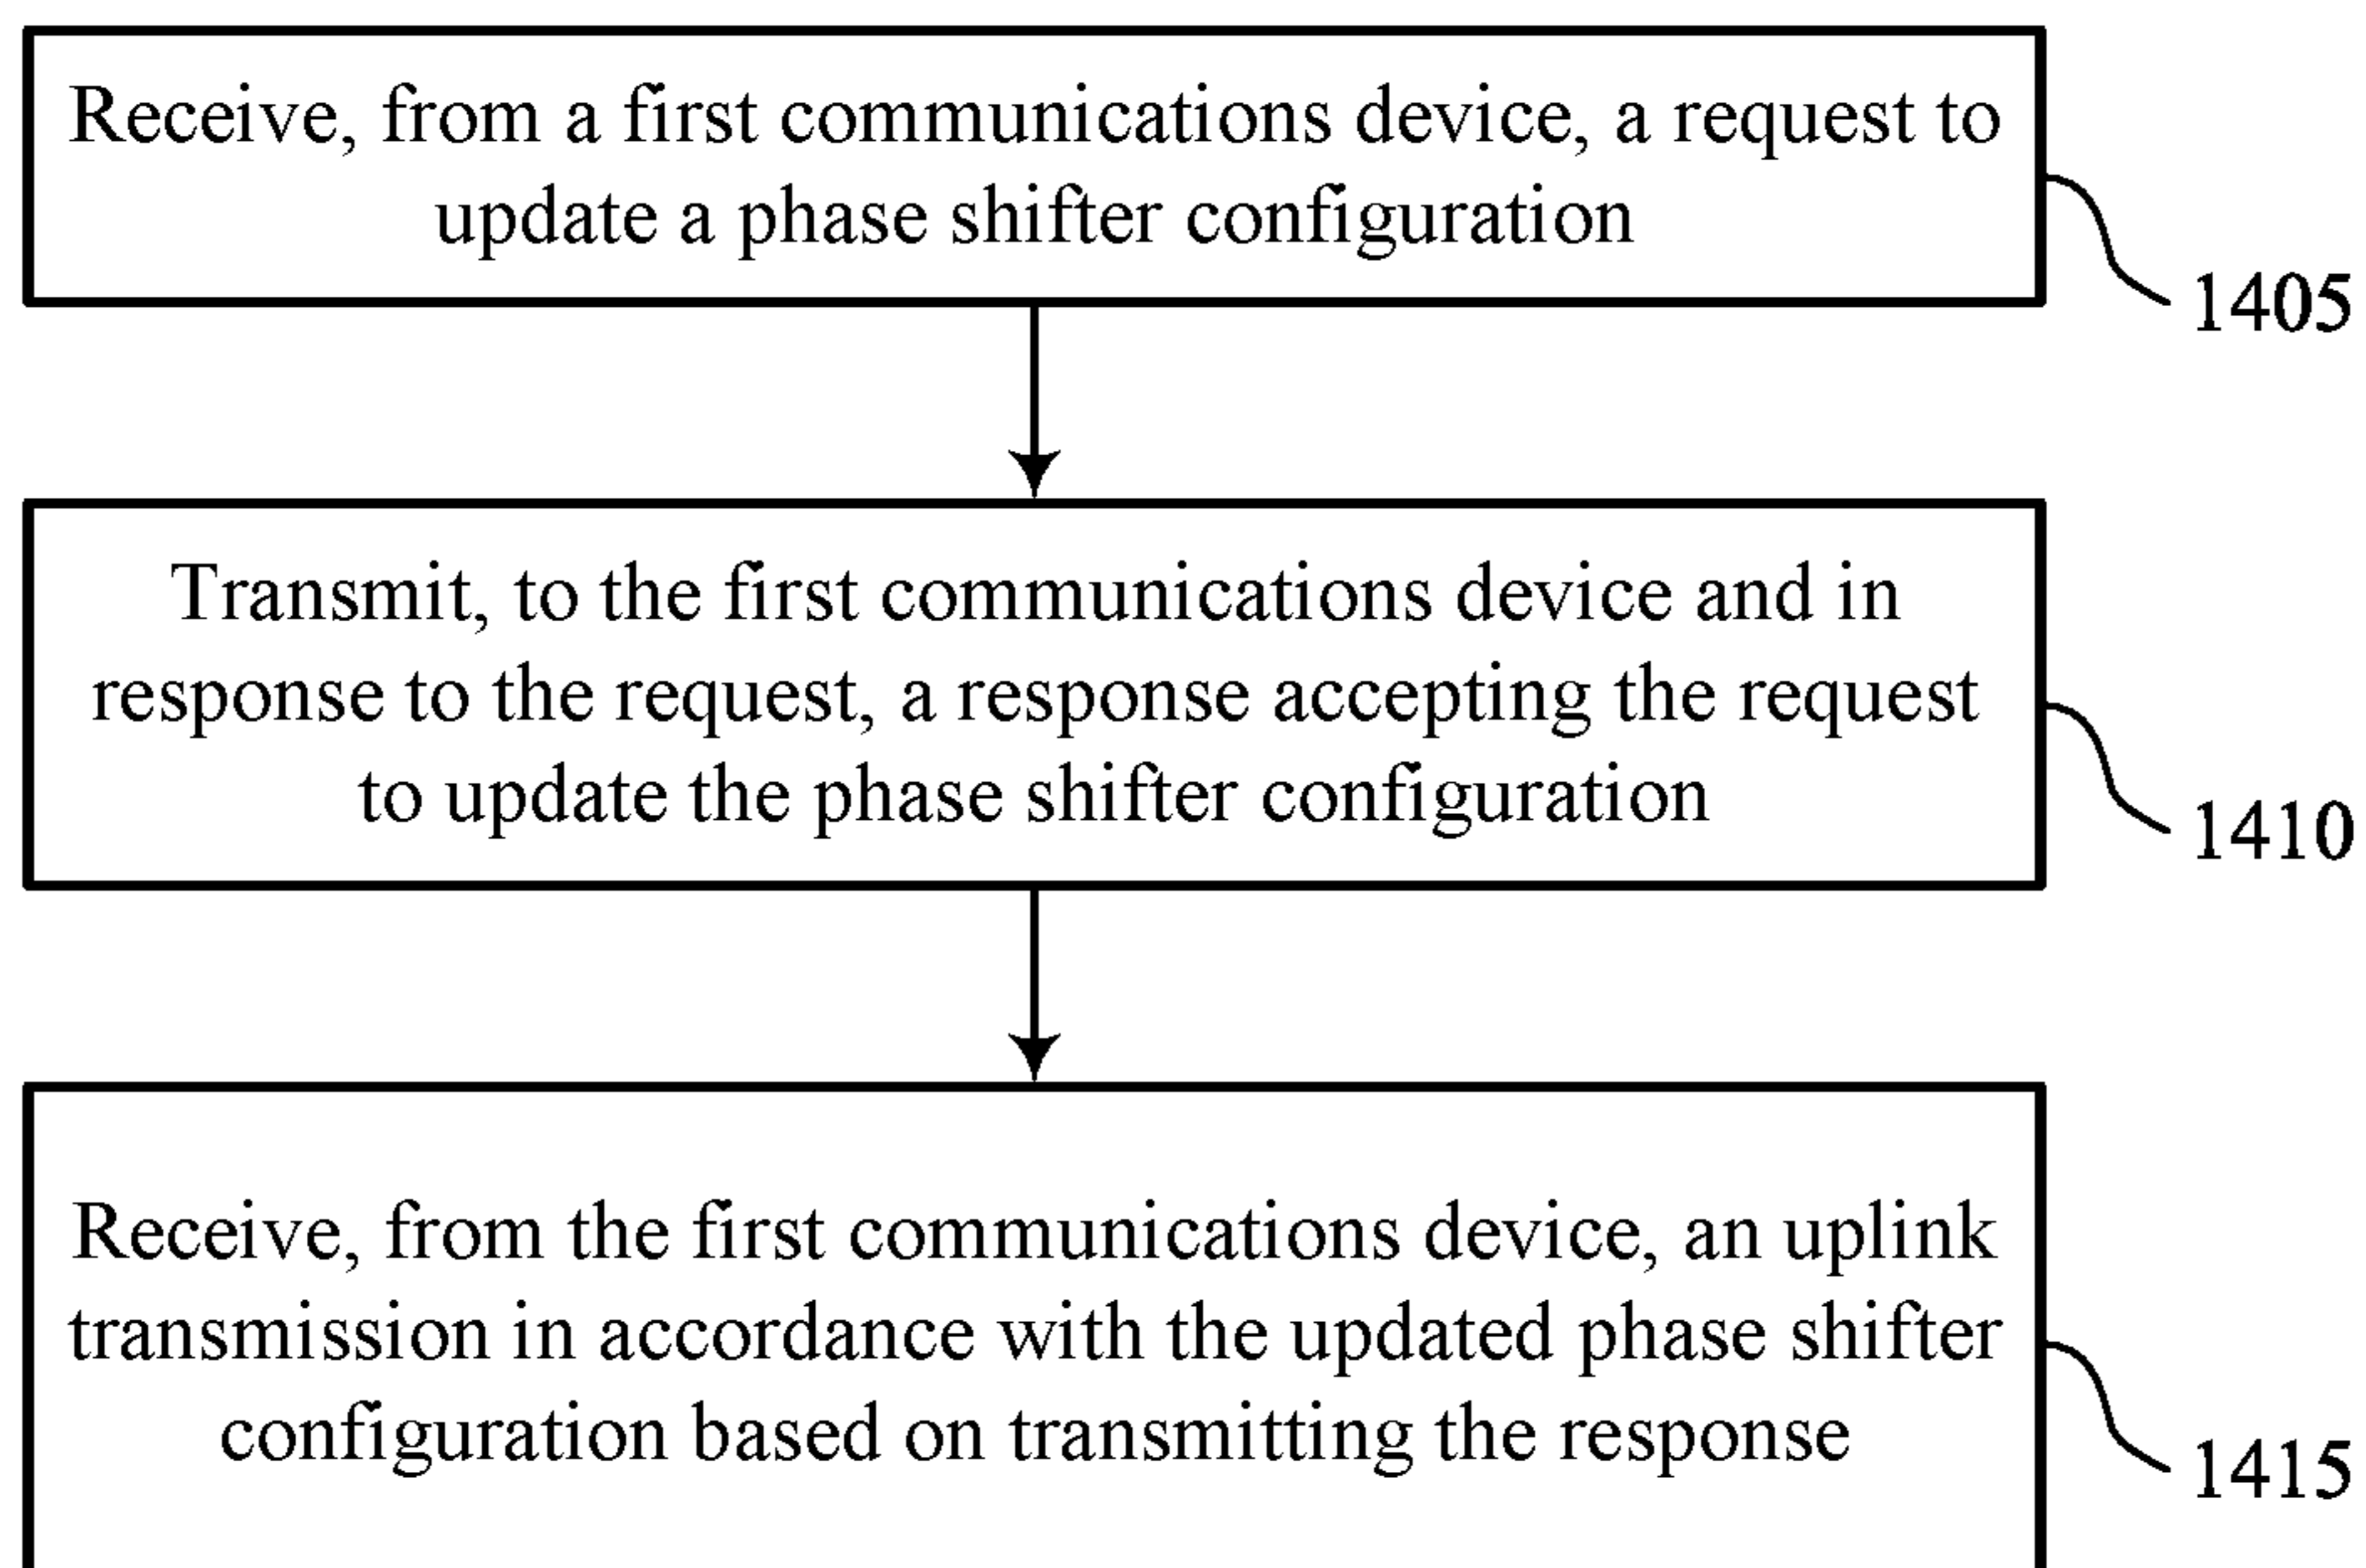 Receive, from a first communications device, a request to
update a phase shifter configuration
1405
Transmit, to the first communications device and in
response to the request, a response accepting the request
to update the phase shifter configuration
1410
Receive, from the first communications device, an uplink
transmission in accordance with the updated phase shifter
configuration based on transmitting the response
1415